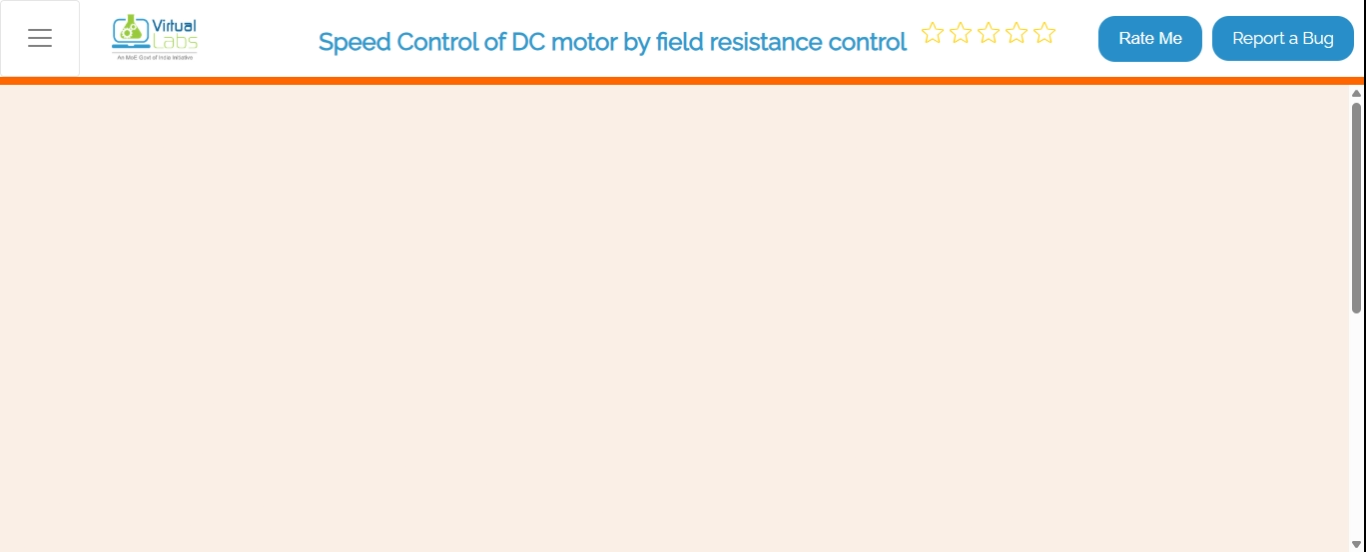 Virtual
Labs
An MoE Govt of India Initiative
Speed Control of DC motor by field resistance control
Rate Me
Report a Bug